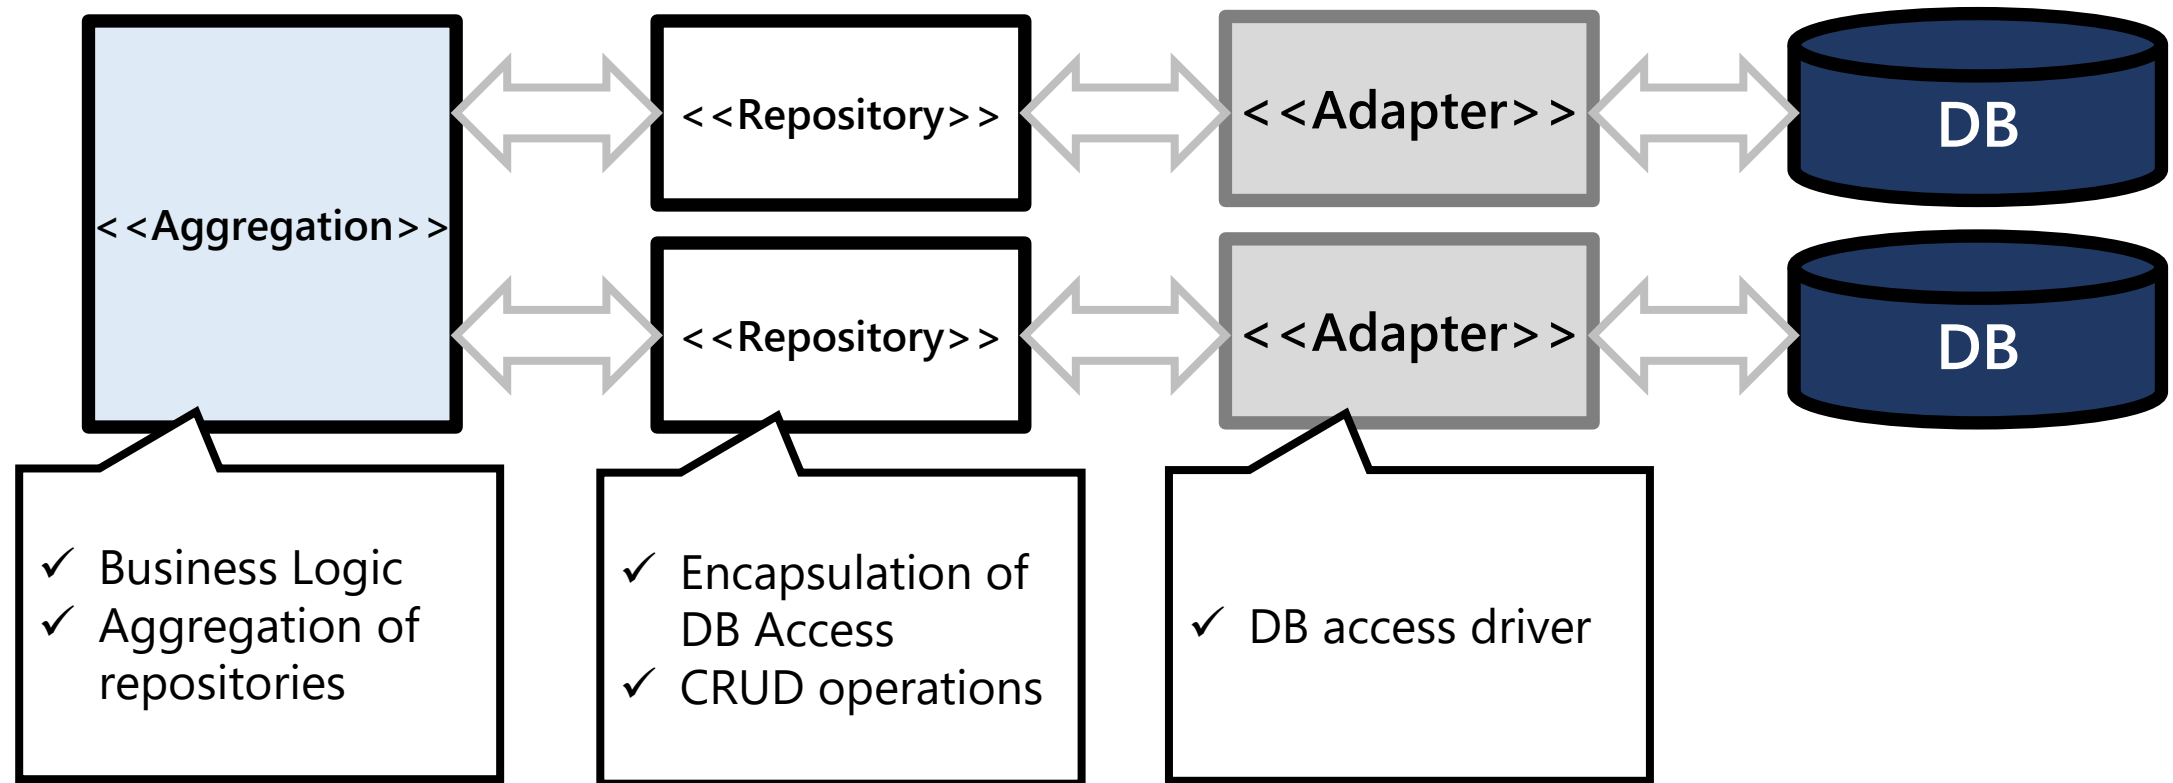 <<Aggregation>>
<<Repository>>
<<Adapter>>
DB
<<Repository>>
<<Adapter>>
DB
✓ Business Logic
✓ Aggregation of
repositories
✓ Encapsulation of
DB Access
✓ CRUD operations
✓ DB access driver